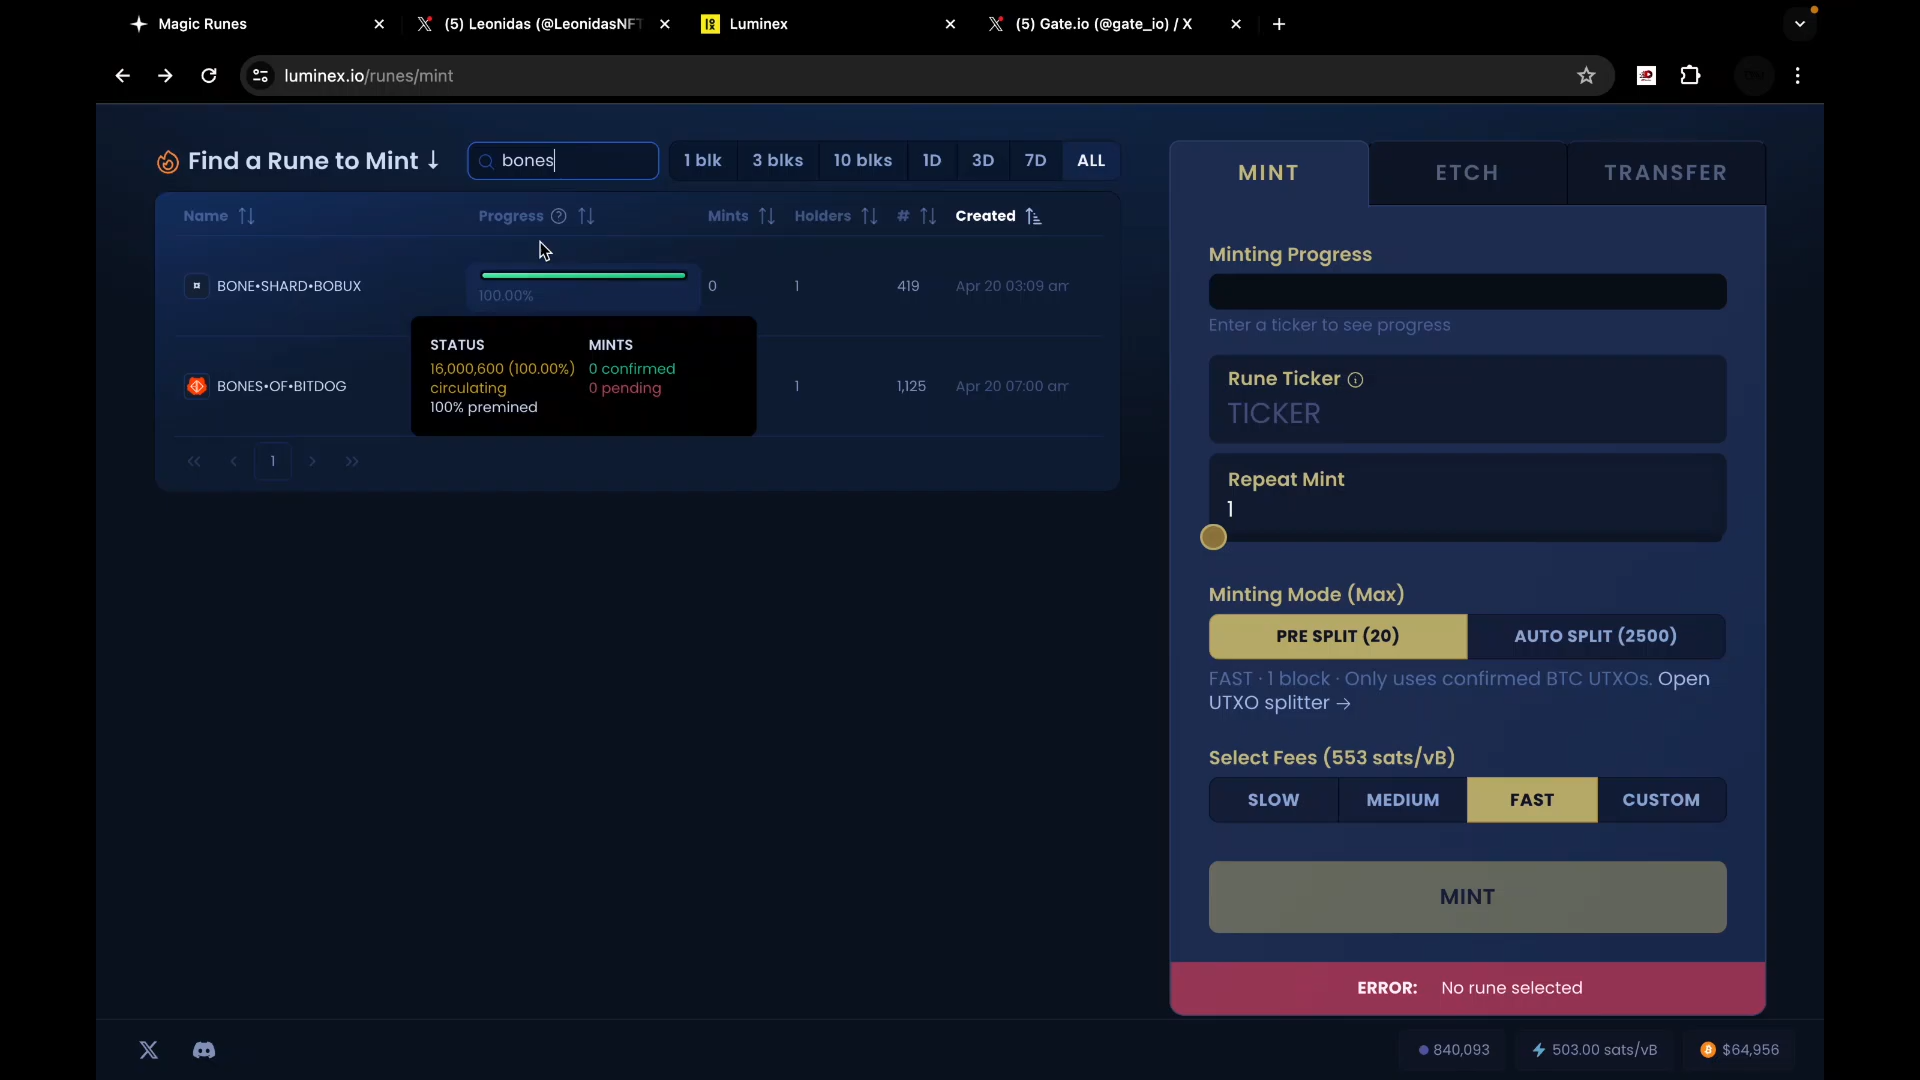 Magic Runes
(5) Leonidas (@LeonidasNFT
Luminex
(5) Gate.io (@gate_io) / X
luminex.io/runes/mint
Find a Rune to Mint ↓
bones
1 blk
3 blks
10 blks
1D
3D
7D
ALL
Name
Progress
Mints
Holders
#
Created
BONE•SHARD•BOBUX
100.00%
0
1
419
Apr 20 03:09 am
STATUS
16,000,600 (100.00%)
circulating
100% premined
MINTS
0 confirmed
0 pending
BONES•OF•BITDOG
1
1,125
Apr 20 07:00 am
« ‹ 1 › »
MINT
ETCH
TRANSFER
Minting Progress
Enter a ticker to see progress
Rune Ticker
TICKER
Repeat Mint
1
Minting Mode (Max)
PRE SPLIT (20)
AUTO SPLIT (2500)
FAST · 1 block · Only uses confirmed BTC UTXOs. Open
UTXO splitter →
Select Fees (553 sats/vB)
SLOW
MEDIUM
FAST
CUSTOM
MINT
ERROR: No rune selected
840,093
503.00 sats/vB
$64,956